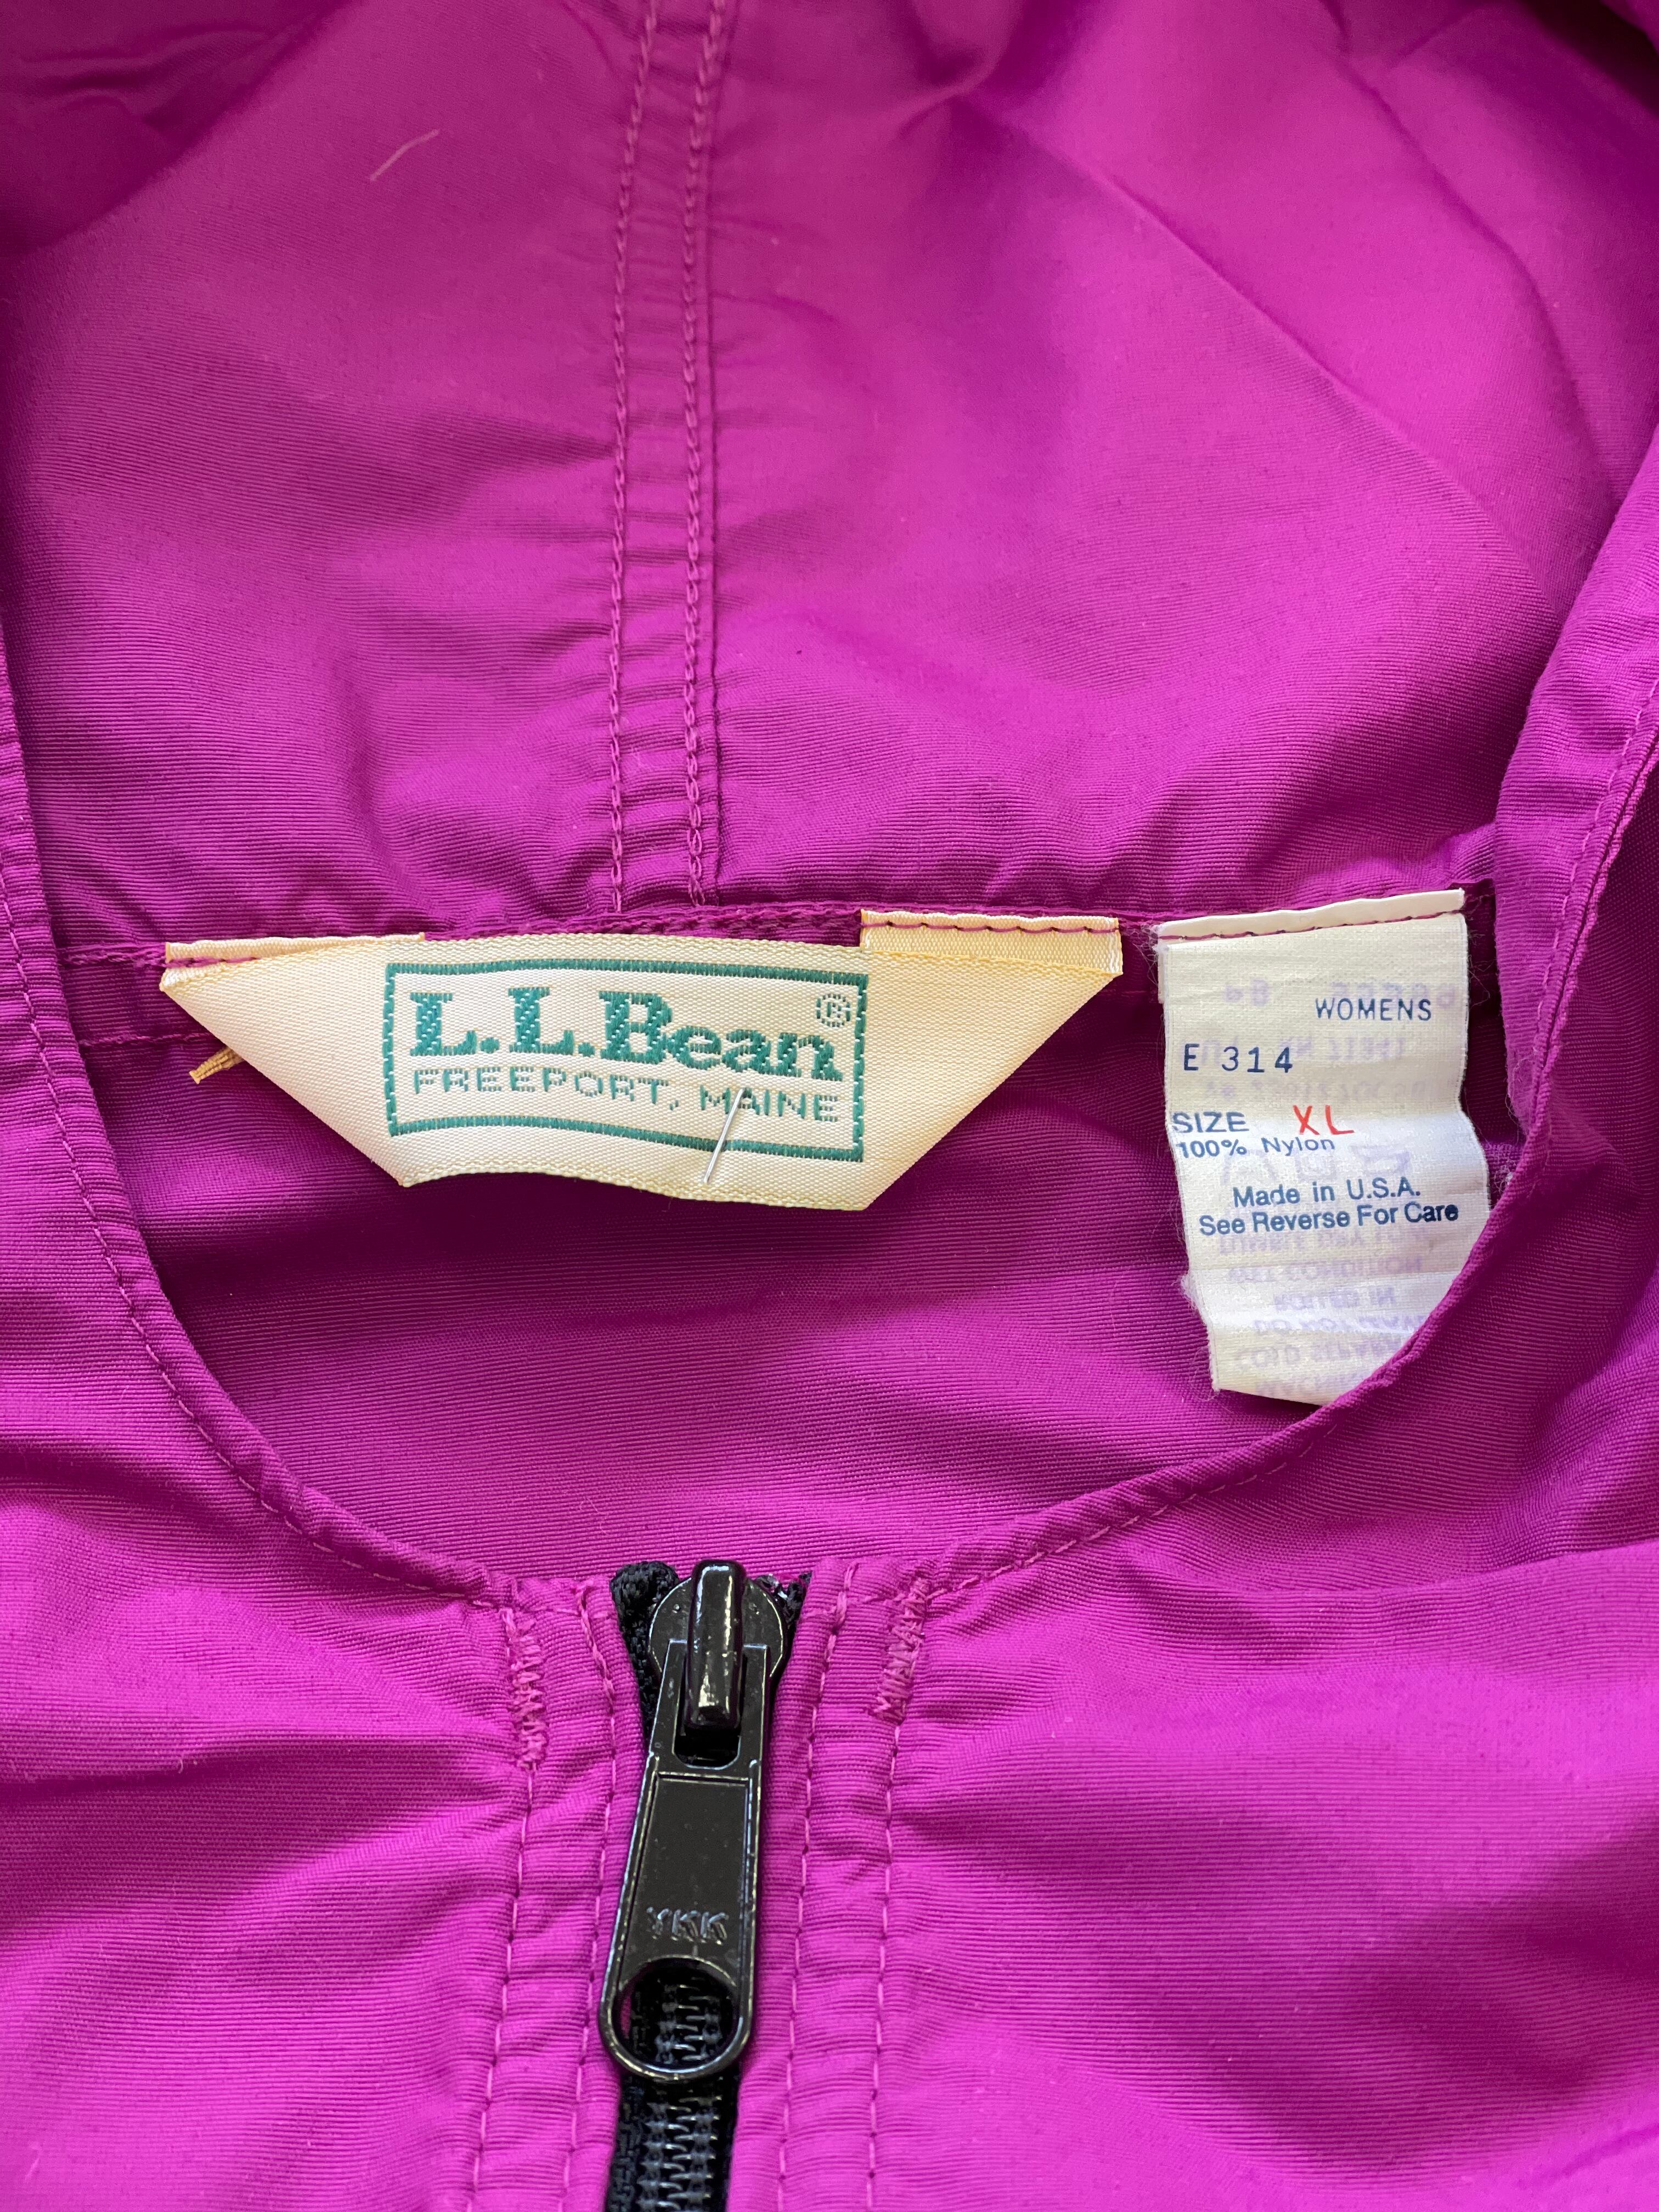 L.L.Bean ®
FREEPORT, MAINE
WOMENS
E 314
SIZE XL
100% Nylon
Made in U.S.A.
See Reverse For Care
YKK